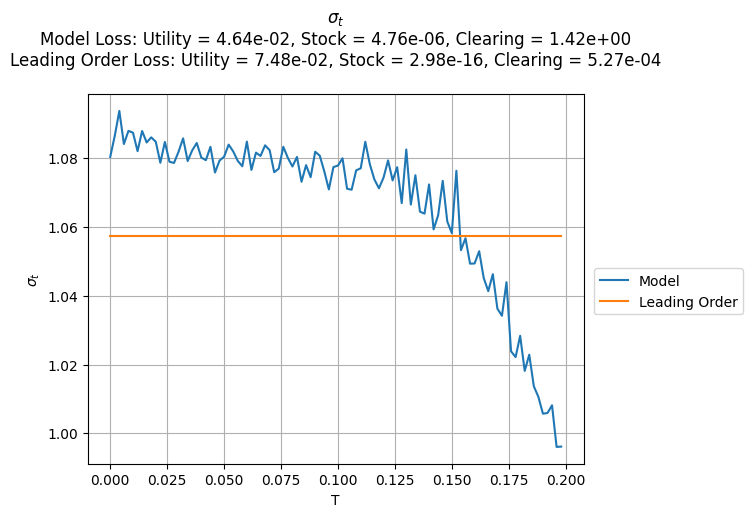 σ_t
Model Loss: Utility = 4.64e-02, Stock = 4.76e-06, Clearing = 1.42e+00
Leading Order Loss: Utility = 7.48e-02, Stock = 2.98e-16, Clearing = 5.27e-04
1.08
1.06
1.04
1.02
1.00
σ_t
0.000 0.025 0.050 0.075 0.100 0.125 0.150 0.175 0.200
T
Model
Leading Order